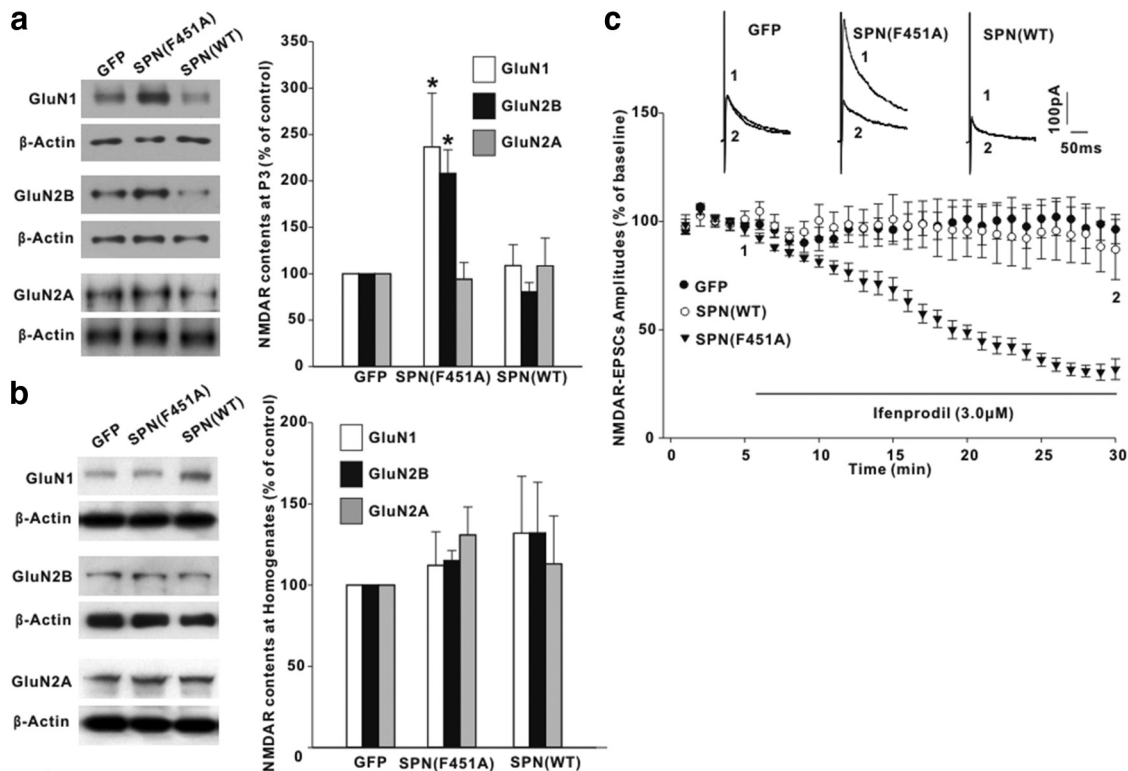 a
GFP
SPN(F451A)
SPN(WT)
GluN1
β-Actin
GluN2B
β-Actin
GluN2A
β-Actin
NMDAR contents at P3 (% of control)
350
300
250
200
150
100
50
0
* *
GluN1
GluN2B
GluN2A
GFP SPN(F451A) SPN(WT)
b
GFP
SPN(F451A)
SPN(WT)
GluN1
β-Actin
GluN2B
β-Actin
GluN2A
β-Actin
NMDAR contents at Homogenates (% of control)
200
150
100
50
0
GluN1
GluN2B
GluN2A
GFP SPN(F451A) SPN(WT)
c
GFP
1
2
SPN(F451A)
1
2
SPN(WT)
1
2
100pA
50ms
NMDAR-EPSCs Amplitudes (% of baseline)
150
100
50
0
1
2
GFP
SPN(WT)
SPN(F451A)
Ifenprodil (3.0μM)
0 5 10 15 20 25 30
Time (min)